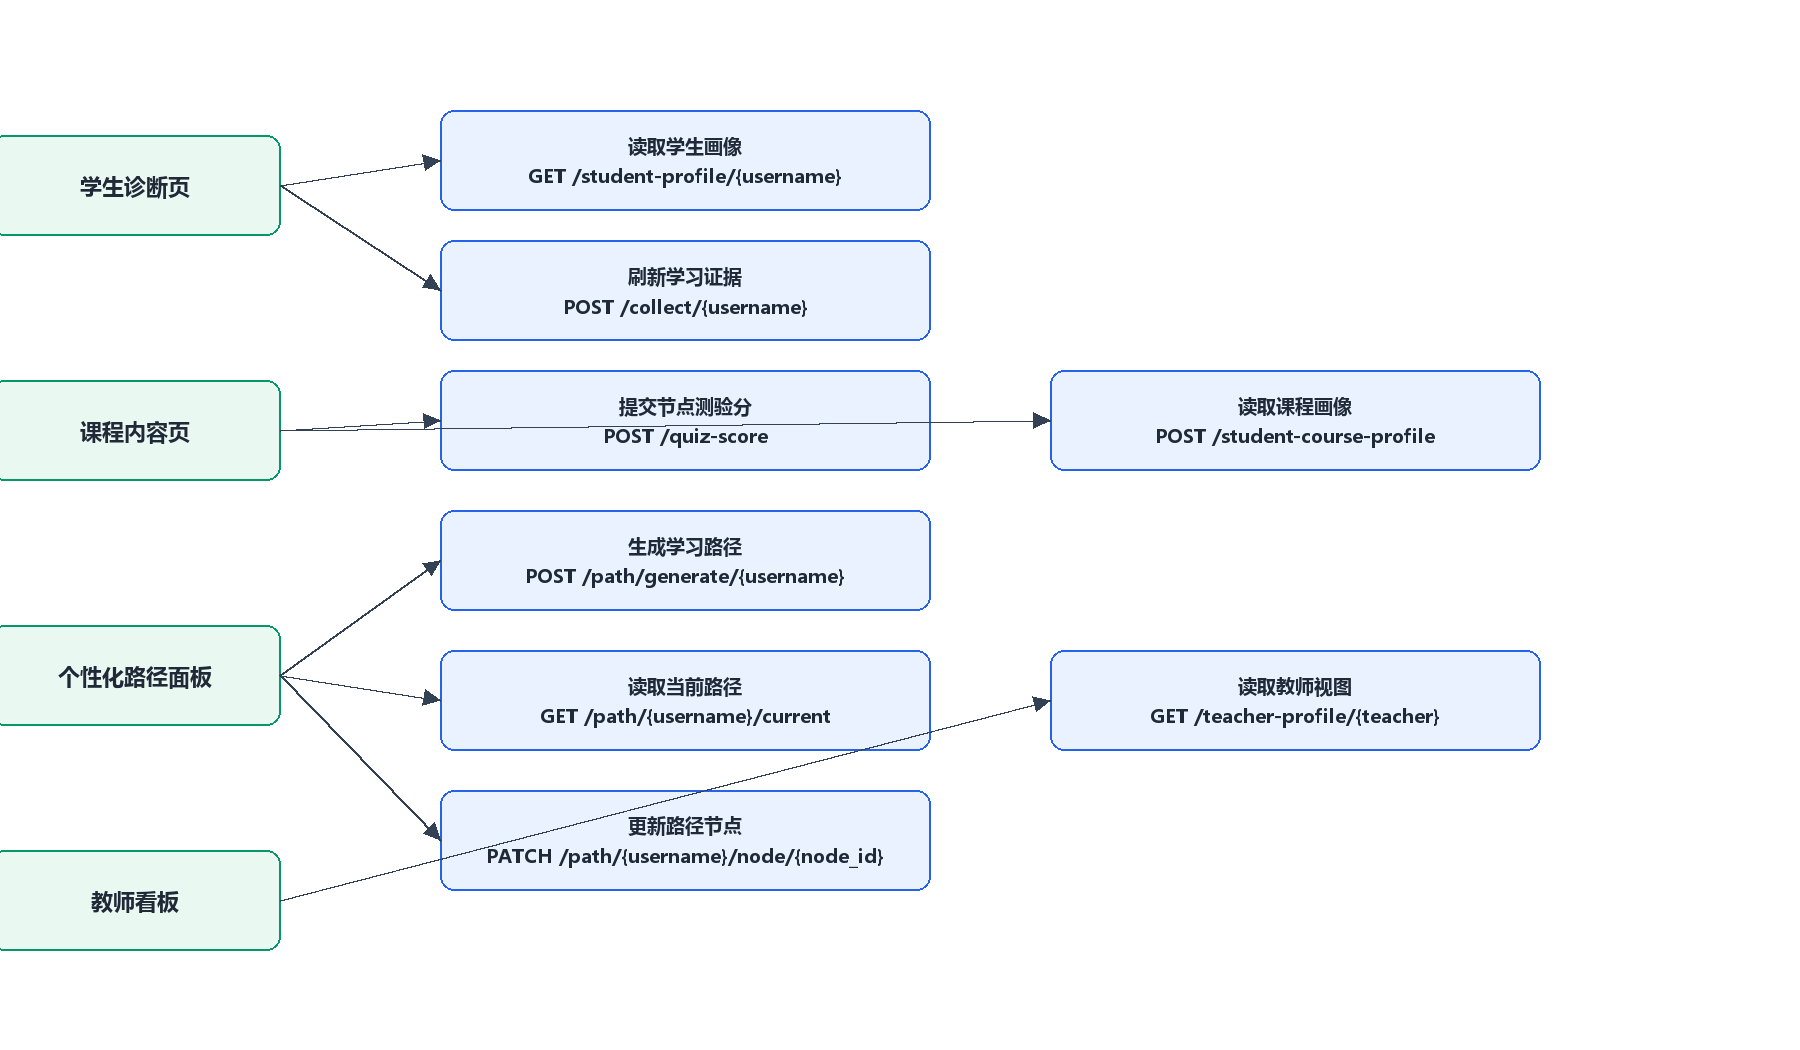 学生诊断页
读取学生画像
GET /student-profile/{username}
刷新学习证据
POST /collect/{username}
课程内容页
提交节点测验分
POST /quiz-score
读取课程画像
POST /student-course-profile
生成学习路径
POST /path/generate/{username}
个性化路径面板
读取当前路径
GET /path/{username}/current
读取教师视图
GET /teacher-profile/{teacher}
更新路径节点
PATCH /path/{username}/node/{node_id}
教师看板